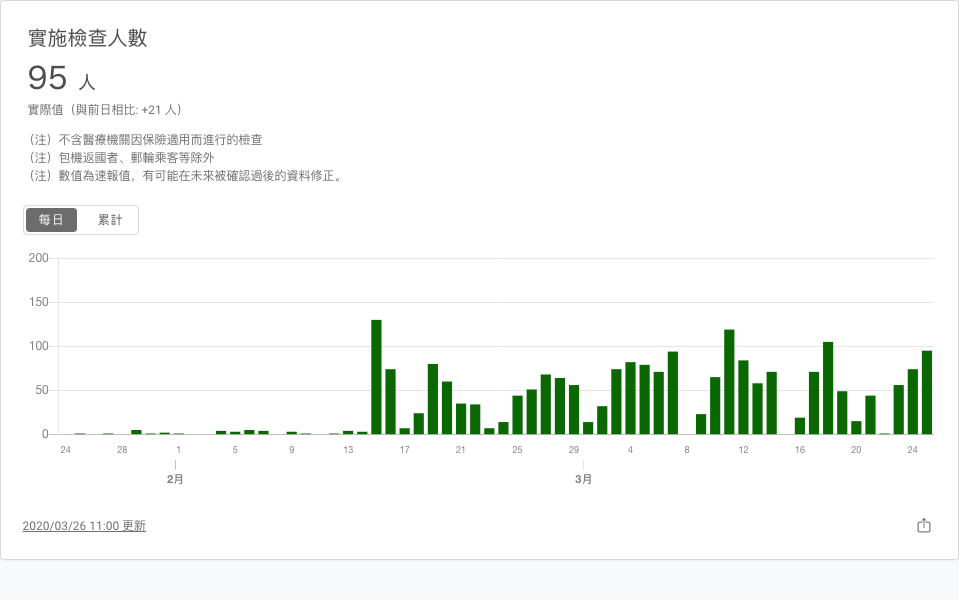 實施檢查人數
95 人
實際值（與前日相比: +21 人）
（注）不含醫療機關因保險適用而進行的檢查
（注）包機返國者、郵輪乘客等除外
（注）數值為速報值，有可能在未來被確認過後的資料修正。
每日 累計
200
150
100
50
0
24 28 1 5 9 13 17 21 25 29 4 8 12 16 20 24
2月 3月
2020/03/26 11:00 更新